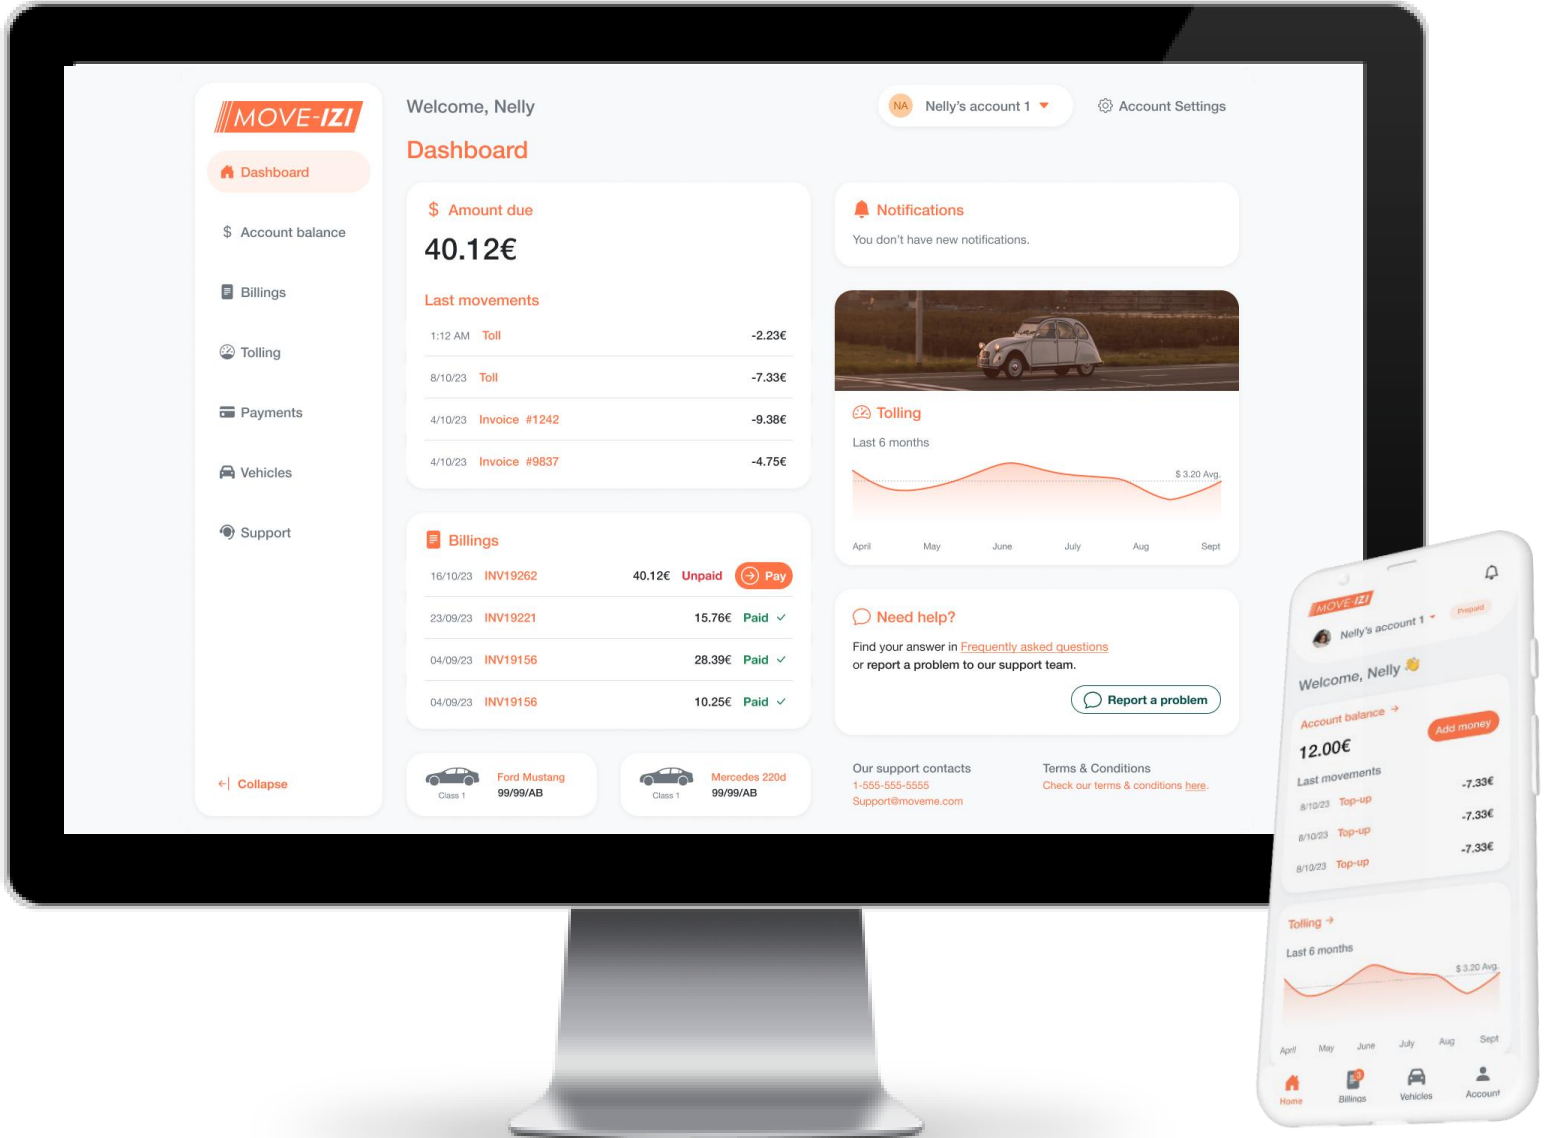 MOVE-IZI
Dashboard
$ Account balance
Billings
Tolling
Payments
Vehicles
Support
Collapse
Welcome, Nelly
Dashboard
NA Nelly's account 1
Account Settings
$ Amount due
40.12€
Last movements
1:12 AM Toll -2.23€
8/10/23 Toll -7.33€
4/10/23 Invoice #1242 -9.38€
4/10/23 Invoice #9837 -4.75€
Billings
16/10/23 INV19262 40.12€ Unpaid Pay
23/09/23 INV19221 15.76€ Paid
04/09/23 INV19156 28.39€ Paid
04/09/23 INV19156 10.25€ Paid
Class 1
Ford Mustang
99/99/AB
Class 1
Mercedes 220d
99/99/AB
Notifications
You don't have new notifications.
Tolling
Last 6 months
$ 3.20 Avg.
April May June July Aug Sept
Need help?
Find your answer in Frequently asked questions
or report a problem to our support team.
Report a problem
Our support contacts
1-555-555-5555
Support@moveme.com
Terms & Conditions
Check our terms & conditions here.
MOVE-IZI
Nelly's account 1 Prepaid
Welcome, Nelly 👋
Account balance →
12.00€
Add money
Last movements
8/10/23 Top-up -7.33€
8/10/23 Top-up -7.33€
8/10/23 Top-up -7.33€
Tolling →
Last 6 months
$ 3.20 Avg.
April May June July Aug Sept
3
Home Billings Vehicles Account